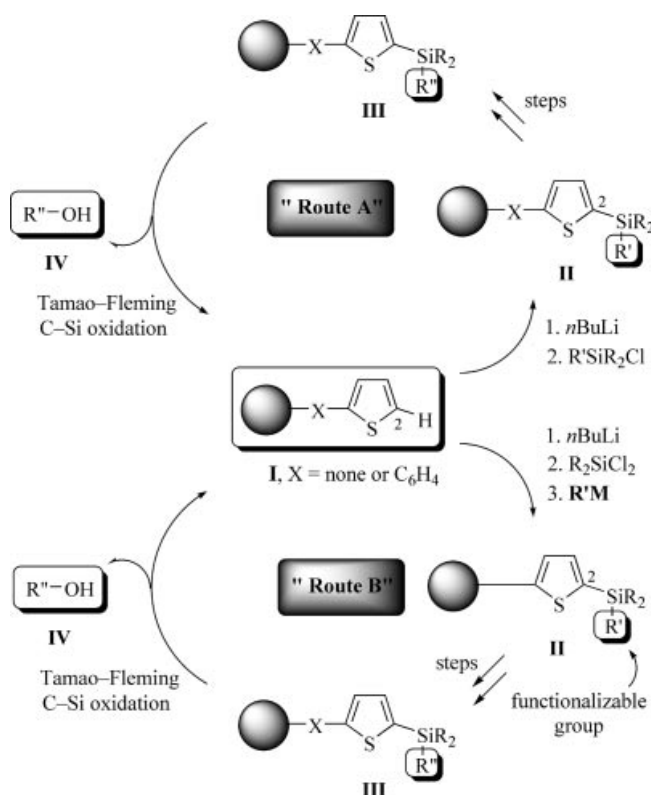 X
S
SiR2
R"
III
steps
R"–OH
IV
" Route A"
X
S
2
SiR2
R'
II
Tamao–Fleming
C–Si oxidation
1. nBuLi
2. R'SiR2Cl
X
S
2
H
I, X = none or C6H4
1. nBuLi
2. R2SiCl2
3. R'M
R"–OH
IV
" Route B"
S
2
SiR2
R'
II
Tamao–Fleming
C–Si oxidation
steps
functionalizable
group
X
S
SiR2
R"
III